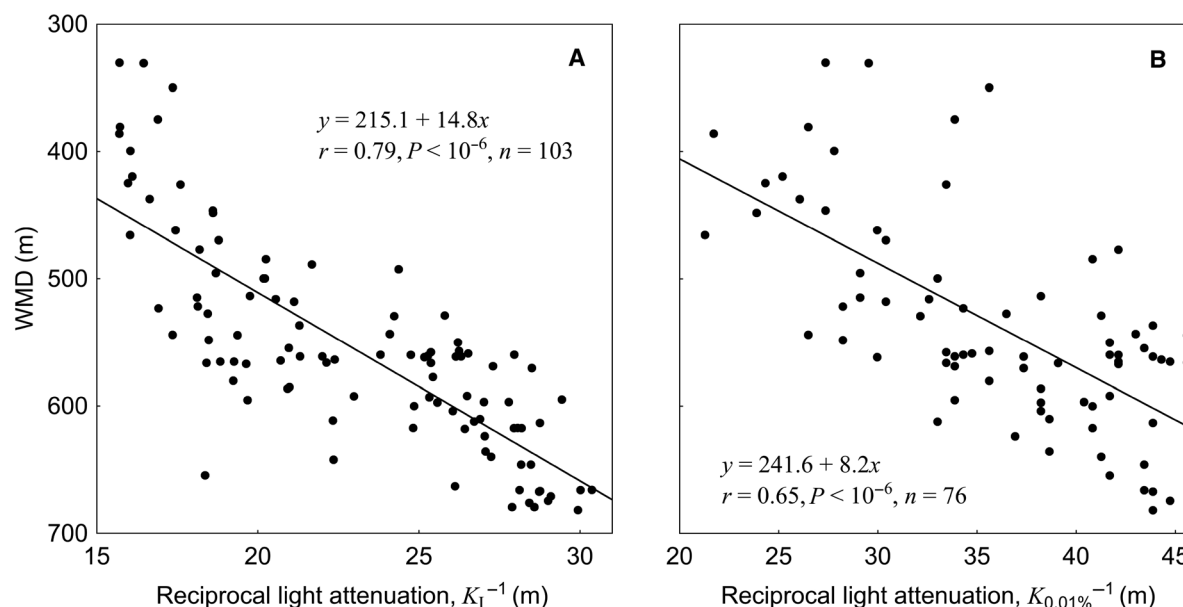 300
400
500
600
700
WMD (m)
A
y = 215.1 + 14.8x
r = 0.79, P < 10⁻⁶, n = 103
15
20
25
30
Reciprocal light attenuation, K_I⁻¹ (m)
B
y = 241.6 + 8.2x
r = 0.65, P < 10⁻⁶, n = 76
20
25
30
35
40
45
Reciprocal light attenuation, K_0.01%⁻¹ (m)